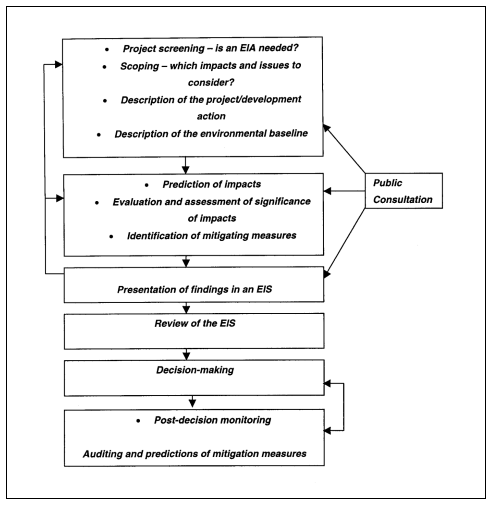 • Project screening – is an EIA needed?
• Scoping – which impacts and issues to
consider?
• Description of the project/development
action
• Description of the environmental baseline
• Prediction of impacts
• Evaluation and assessment of significance
of impacts
• Identification of mitigating measures
Public
Consultation
Presentation of findings in an EIS
Review of the EIS
Decision-making
• Post-decision monitoring
Auditing and predictions of mitigation measures